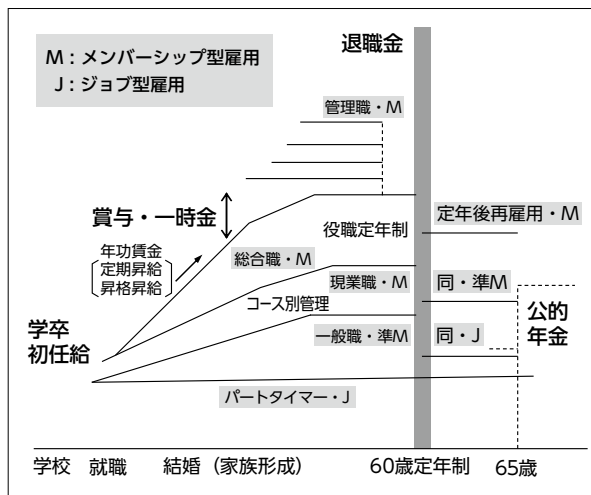 M：メンバーシップ型雇用
J：ジョブ型雇用
退職金
管理職・M
賞与・一時金
年功賃金
定期昇給
昇格昇給
役職定年制
定年後再雇用・M
総合職・M
現業職・M
同・準M
コース別管理
公的
年金
学卒
初任給
一般職・準M
同・J
パートタイマー・J
学校 就職 結婚（家族形成） 60歳定年制 65歳